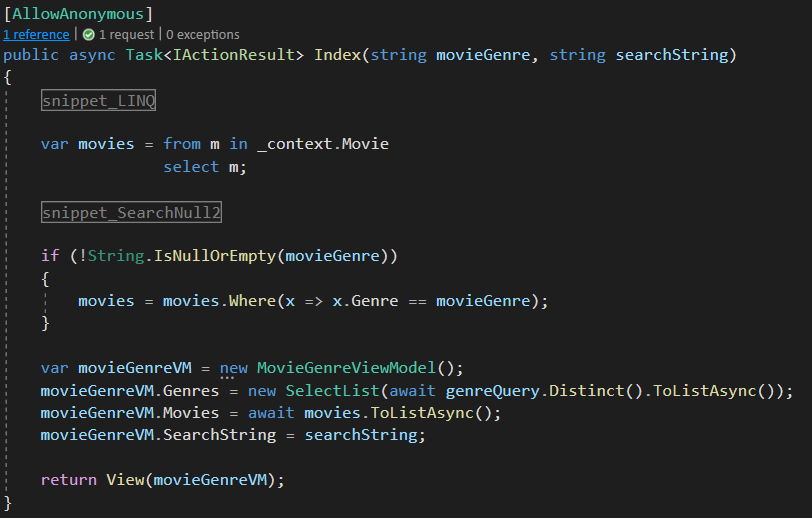 [AllowAnonymous]
1 reference | 1 request | 0 exceptions
public async Task<IActionResult> Index(string movieGenre, string searchString)
{
snippet_LINQ
var movies = from m in _context.Movie
select m;
snippet_SearchNull2
if (!String.IsNullOrEmpty(movieGenre))
{
movies = movies.Where(x => x.Genre == movieGenre);
}
var movieGenreVM = new MovieGenreViewModel();
movieGenreVM.Genres = new SelectList(await genreQuery.Distinct().ToListAsync());
movieGenreVM.Movies = await movies.ToListAsync();
movieGenreVM.SearchString = searchString;
return View(movieGenreVM);
}